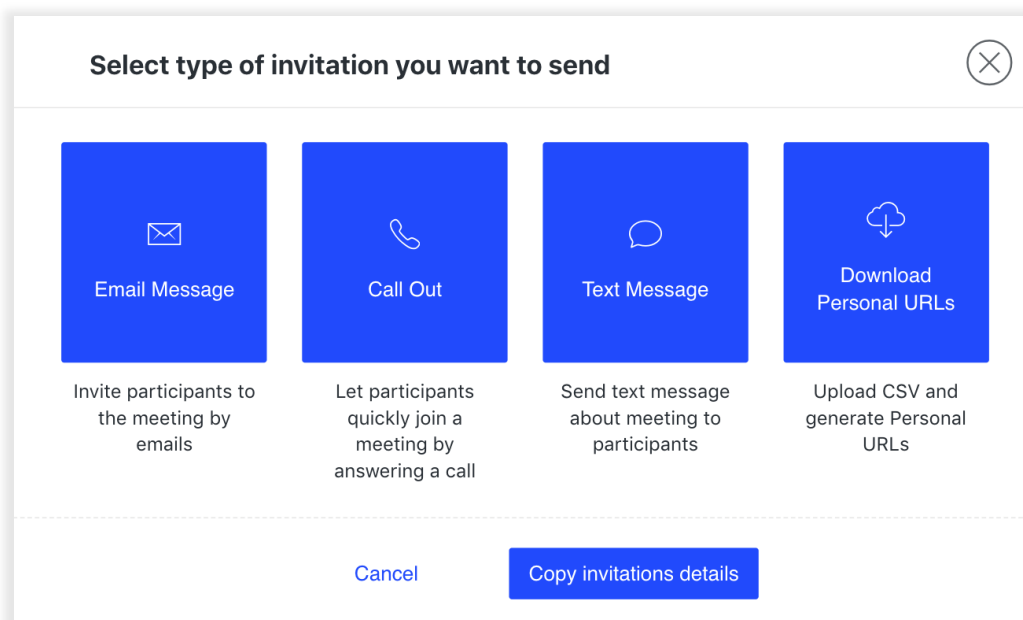 Select type of invitation you want to send
Email Message
Invite participants to
the meeting by
emails
Call Out
Let participants
quickly join a
meeting by
answering a call
Text Message
Send text message
about meeting to
participants
Download
Personal URLs
Upload CSV and
generate Personal
URLs
Cancel
Copy invitations details